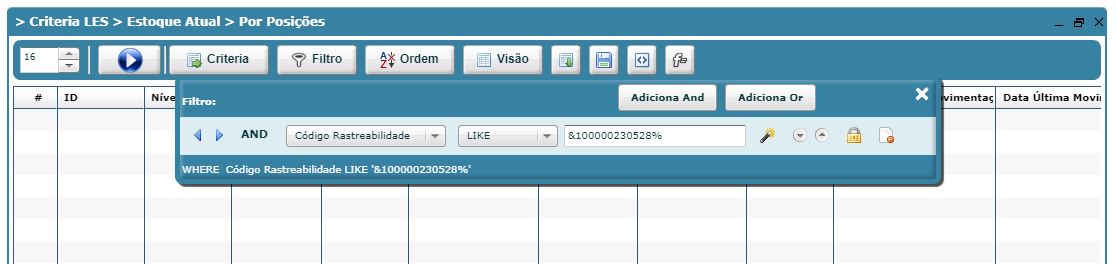 > Criteria LES > Estoque Atual > Por Posições
16 Criteria Filtro Ordem Visão
# ID Níve
ovimentaç Data Última Movi
Filtro: Adiciona And Adiciona Or
AND Código Rastreabilidade LIKE &100000230528%
WHERE Código Rastreabilidade LIKE '&100000230528%'